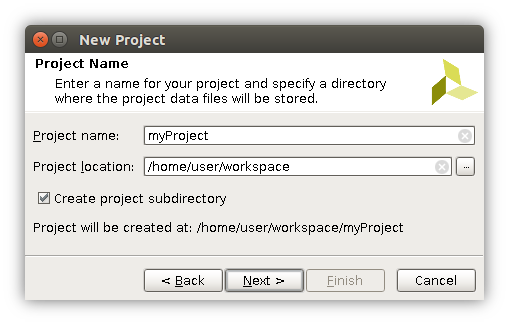 New Project
Project Name
Enter a name for your project and specify a directory
where the project data files will be stored.
Project name: myProject
Project location: /home/user/workspace ...
Create project subdirectory
Project will be created at: /home/user/workspace/myProject
< Back Next > Finish Cancel